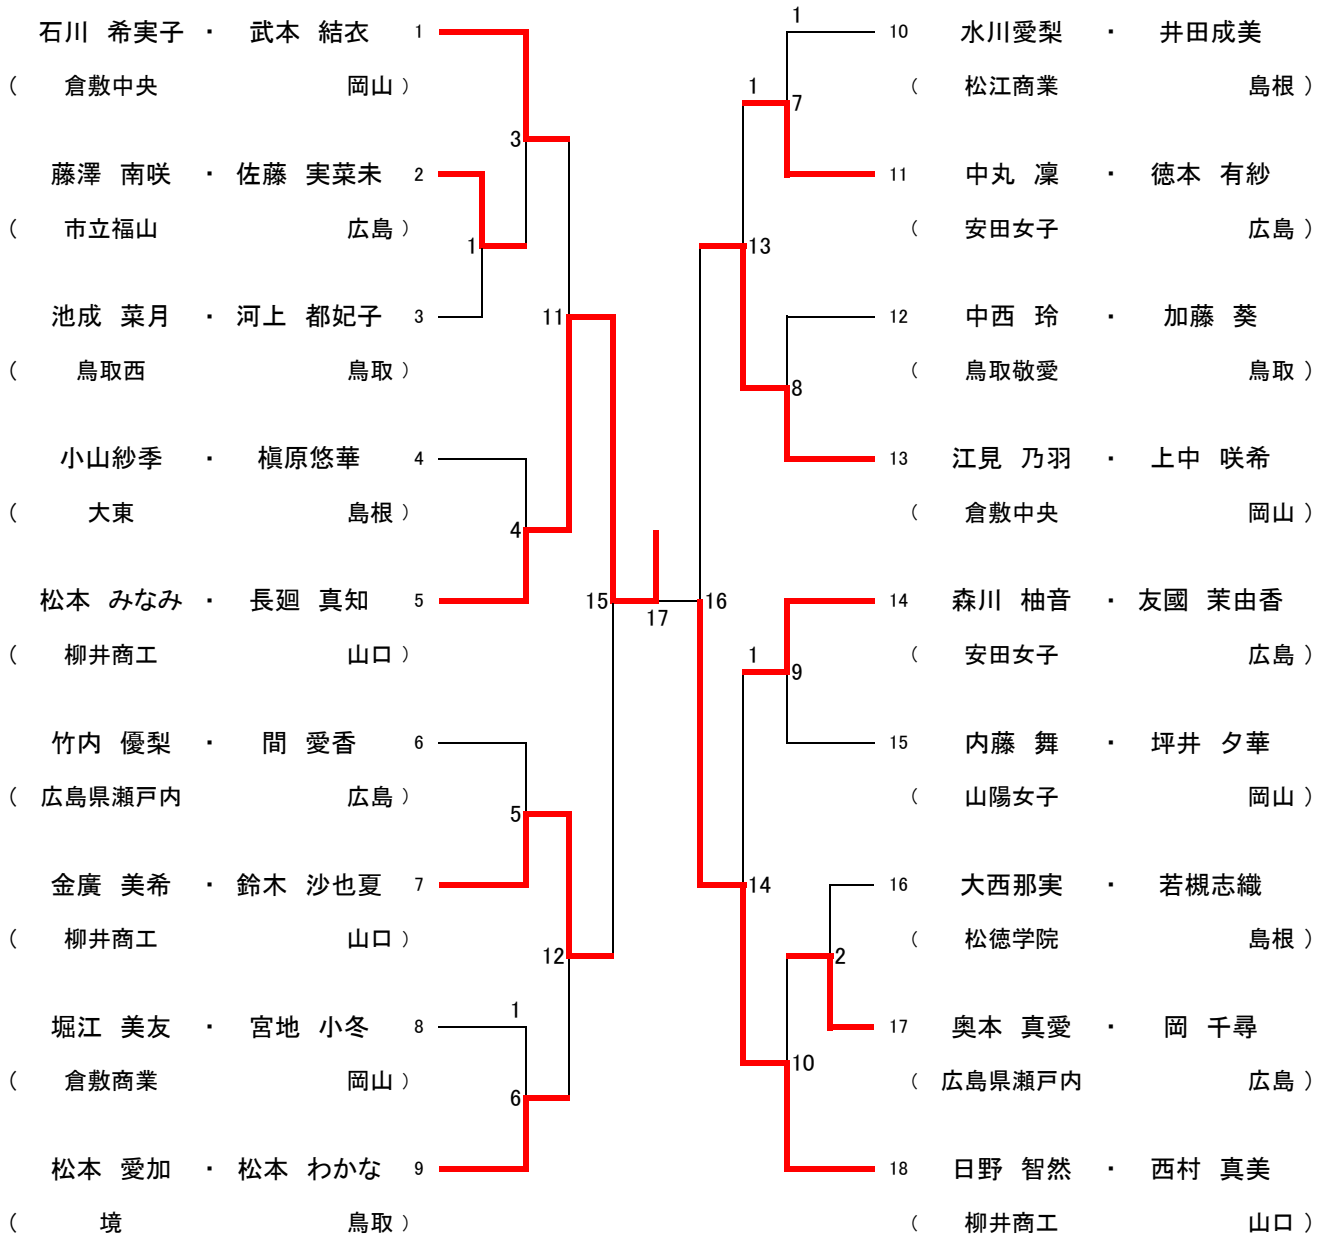 石川 希実子 ・ 武本 結衣 1
( 倉敷中央 岡山 )
3
藤澤 南咲 ・ 佐藤 実菜未 2
( 市立福山 広島 )
1
池成 菜月 ・ 河上 都妃子 3
11
( 鳥取西 鳥取 )
小山紗季 ・ 槇原悠華 4
( 大東 島根 )
4
松本 みなみ ・ 長廻 真知 5
15
17
( 柳井商工 山口 )
竹内 優梨 ・ 間 愛香 6
( 広島県瀬戸内 広島 )
5
金廣 美希 ・ 鈴木 沙也夏 7
( 柳井商工 山口 )
12
1
堀江 美友 ・ 宮地 小冬 8
( 倉敷商業 岡山 )
6
松本 愛加 ・ 松本 わかな 9
( 境 鳥取 )
1
10 水川愛梨 ・ 井田成美
1
( 松江商業 島根 )
7
11 中丸 凜 ・ 徳本 有紗
( 安田女子 広島 )
13
12 中西 玲 ・ 加藤 葵
( 鳥取敬愛 鳥取 )
8
13 江見 乃羽 ・ 上中 咲希
( 倉敷中央 岡山 )
16
14 森川 柚音 ・ 友國 茉由香
1
( 安田女子 広島 )
9
15 内藤 舞 ・ 坪井 夕華
( 山陽女子 岡山 )
14
16 大西那実 ・ 若槻志織
( 松徳学院 島根 )
2
17 奥本 真愛 ・ 岡 千尋
10
( 広島県瀬戸内 広島 )
18 日野 智然 ・ 西村 真美
( 柳井商工 山口 )